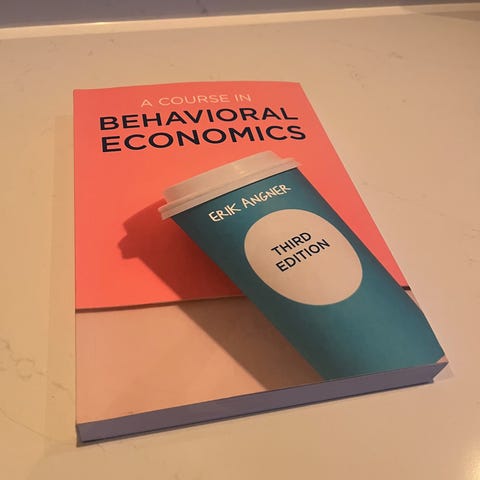 A COURSE IN
BEHAVIORAL
ECONOMICS
ERIK ANGNER
THIRD
EDITION